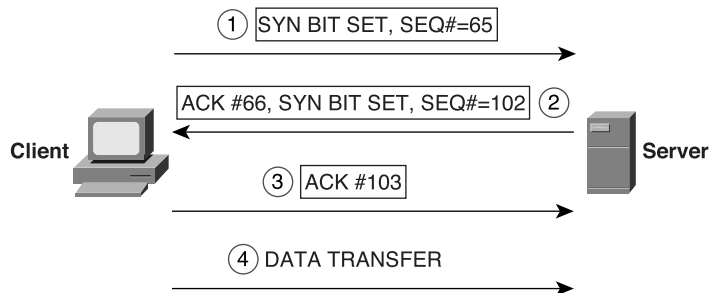 1 SYN BIT SET, SEQ#=65
ACK #66, SYN BIT SET, SEQ#=102 2
Client
Server
3 ACK #103
4 DATA TRANSFER